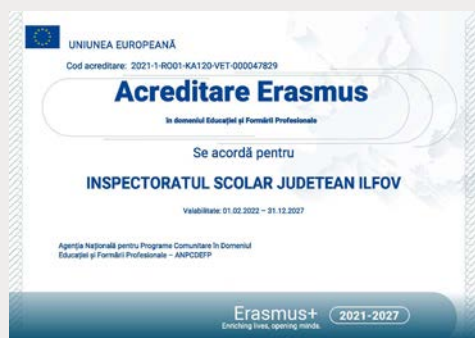 UNIUNEA EUROPEANĂ
Cod acreditare: 2021-1-RO01-KA120-VET-000047829
Acreditare Erasmus
în domeniul Educației și Formării Profesionale
Se acordă pentru
INSPECTORATUL SCOLAR JUDETEAN ILFOV
Valabilitate: 01.02.2022 – 31.12.2027
Agenția Națională pentru Programe Comunitare în Domeniul
Educației și Formării Profesionale – ANPCDEFP
Erasmus+ 2021-2027
Enriching lives, opening minds.